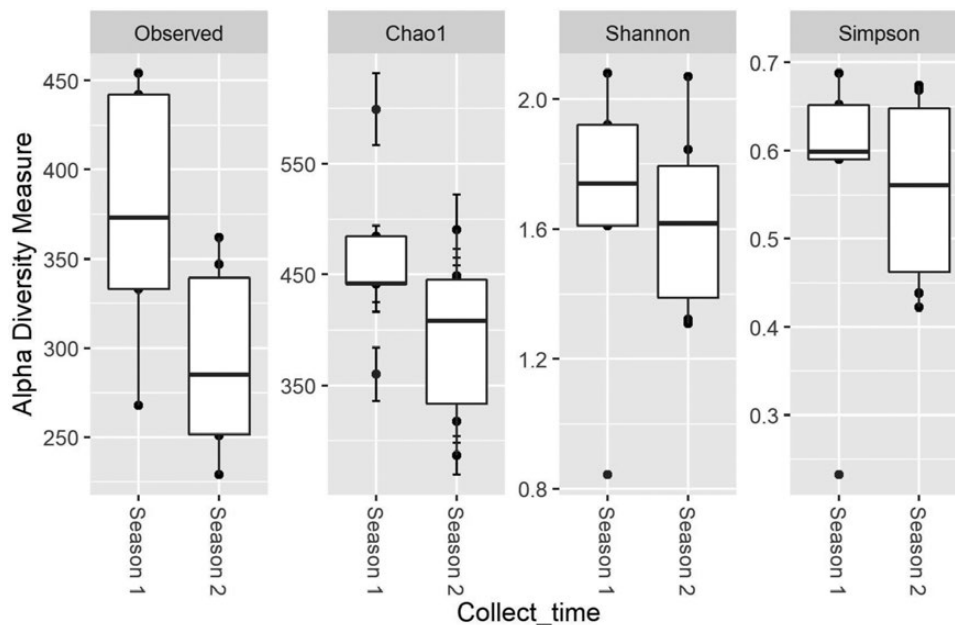 Observed
Chao1
Shannon
Simpson
Alpha Diversity Measure
450
400
350
300
250
550
450
350
2.0
1.6
1.2
0.8
0.7
0.6
0.5
0.4
0.3
Season 1
Season 2
Season 1
Season 2
Season 1
Season 2
Season 1
Season 2
Collect_time